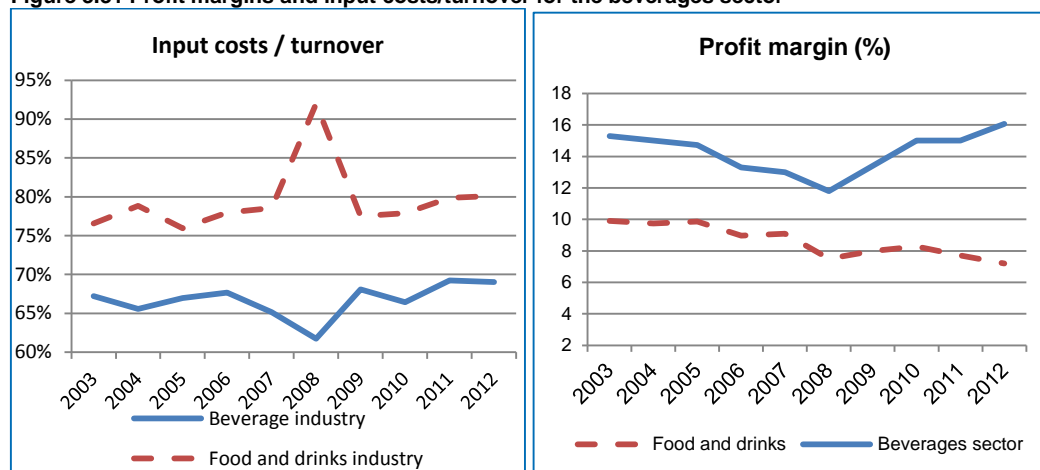 Input costs / turnover
95%
90%
85%
80%
75%
70%
65%
60%
2003 2004 2005 2006 2007 2008 2009 2010 2011 2012
Beverage industry
Food and drinks industry
Profit margin (%)
18
16
14
12
10
8
6
4
2
2003 2004 2005 2006 2007 2008 2009 2010 2011 2012
Food and drinks Beverages sector